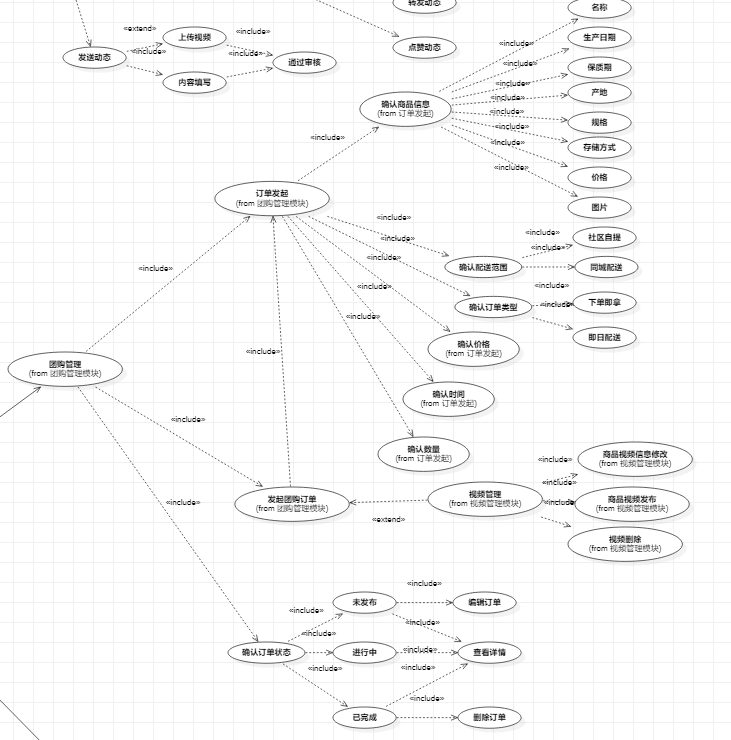 转发动态
名称
«extend»
上传视频
«include»
生产日期
«include»
点赞动态
«include»
发送动态
«include»
通过审核
«include»
保质期
内容填写
«include»
产地
«include»
确认商品信息
(from 订单发起)
«include»
规格
«include»
«include»
«include»
存储方式
«include»
价格
订单发起
(from 团购管理模块)
图片
«include»
«include»
«include»
社区自提
«include»
«include»
确认配送范围
同城配送
«include»
«include»
«include»
确认订单类型
«include»
下单即拿
«include»
即日配送
确认价格
(from 订单发起)
«include»
团购管理
(from 团购管理模块)
确认时间
(from 订单发起)
«include»
确认数量
(from 订单发起)
商品视频信息修改
(from 视频管理模块)
«include»
«include»
视频管理
(from 视频管理模块)
发起团购订单
(from 团购管理模块)
«include»
«include»
商品视频发布
(from 视频管理模块)
«extend»
视频删除
(from 视频管理模块)
«include»
未发布
编辑订单
«include»
«include»
«include»
确认订单状态
进行中
«include»
查看详情
«include»
«include»
«include»
已完成
删除订单